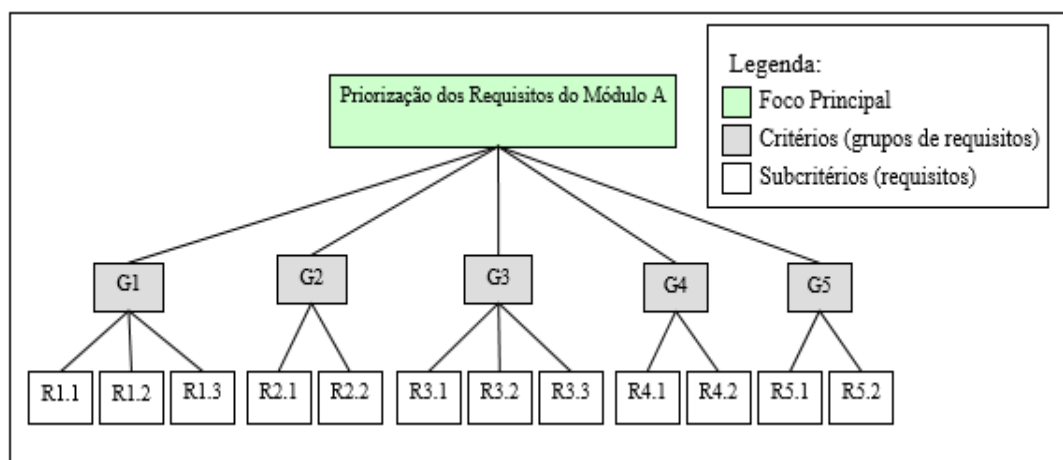 Priorização dos Requisitos do Módulo A
Legenda:
Foco Principal
Critérios (grupos de requisitos)
Subcritérios (requisitos)
G1
G2
G3
G4
G5
R1.1
R1.2
R1.3
R2.1
R2.2
R3.1
R3.2
R3.3
R4.1
R4.2
R5.1
R5.2